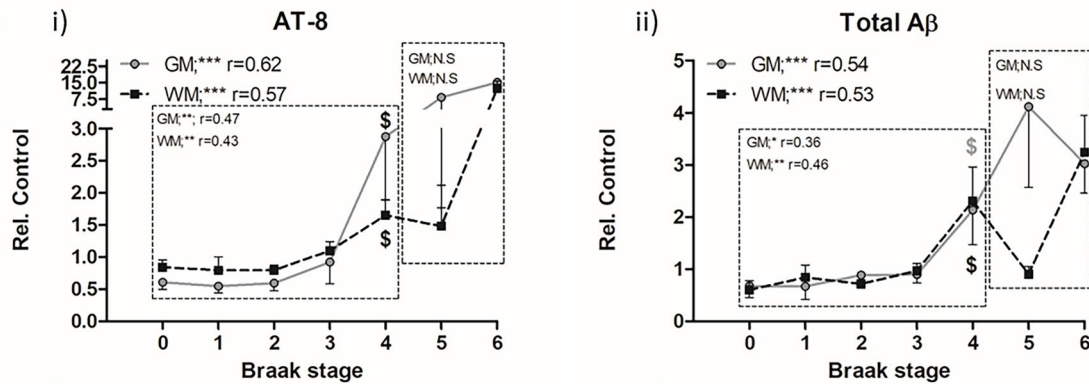 i)
AT-8
GM;*** r=0.62
WM;*** r=0.57
GM;N.S
WM;N.S
GM;**; r=0.47
WM;** r=0.43
$
$
22.5
15.0
7.5
3.0
2.5
2.0
1.5
1.0
0.5
0.0
Rel. Control
0 1 2 3 4 5 6
Braak stage
ii)
Total Aβ
GM;*** r=0.54
WM;*** r=0.53
GM;N.S
WM;N.S
GM;* r=0.36
WM;** r=0.46
$
$
5
4
3
2
1
0
Rel. Control
0 1 2 3 4 5 6
Braak stage